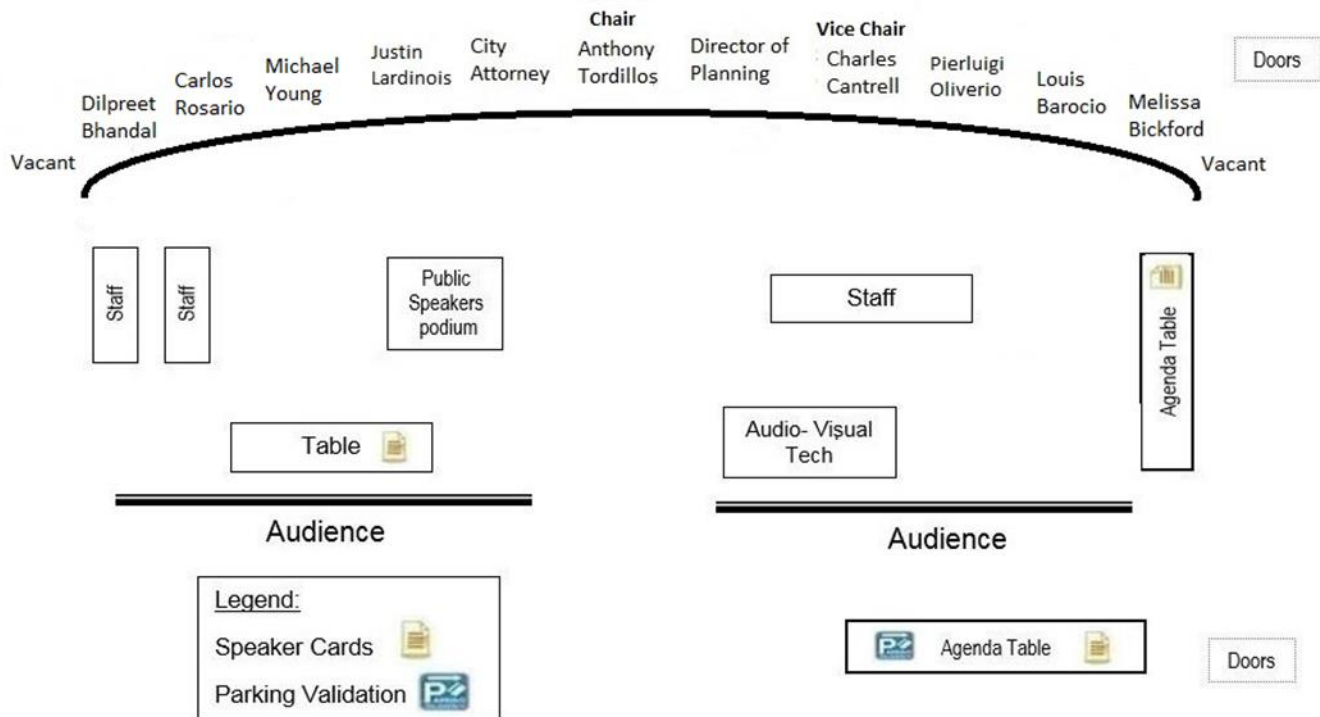 Vacant
Dilpreet
Bhandal
Carlos
Rosario
Michael
Young
Justin
Lardinois
City
Attorney
Chair
Anthony
Tordillos
Director of
Planning
Vice Chair
Charles
Cantrell
Pierluigi
Oliverio
Louis
Barocio
Melissa
Bickford
Vacant
Doors
Staff
Staff
Public
Speakers
podium
Staff
Agenda Table
Table
Audio- Visual
Tech
Audience
Audience
Legend:
Speaker Cards
Parking Validation
P
P
Agenda Table
Doors